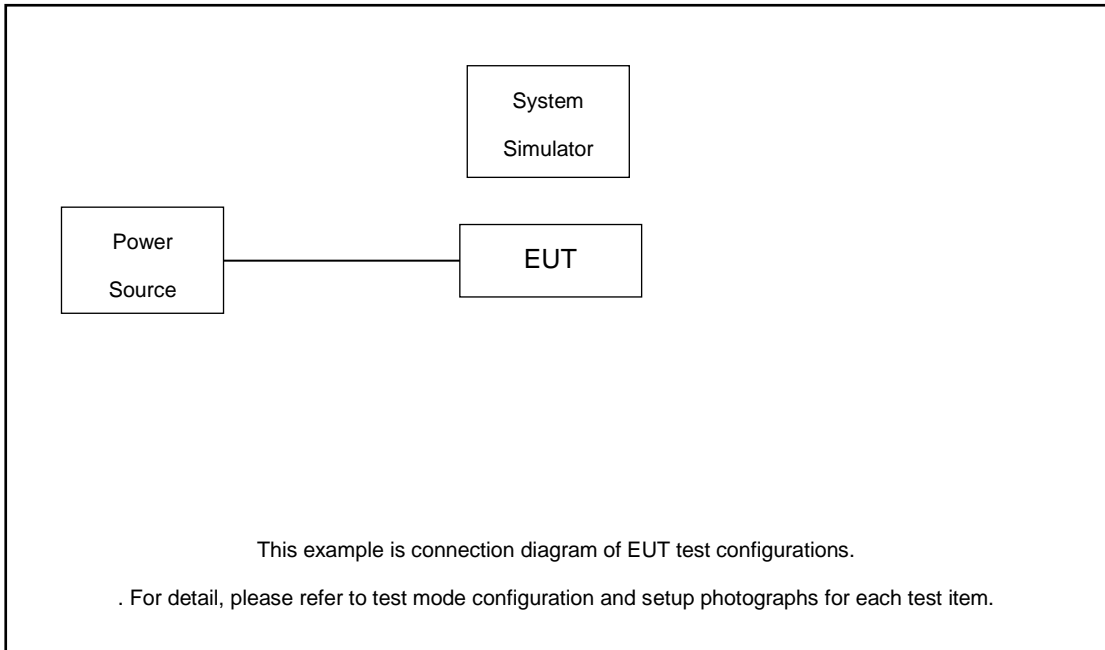 System
Simulator
Power
Source
EUT
This example is connection diagram of EUT test configurations.
. For detail, please refer to test mode configuration and setup photographs for each test item.